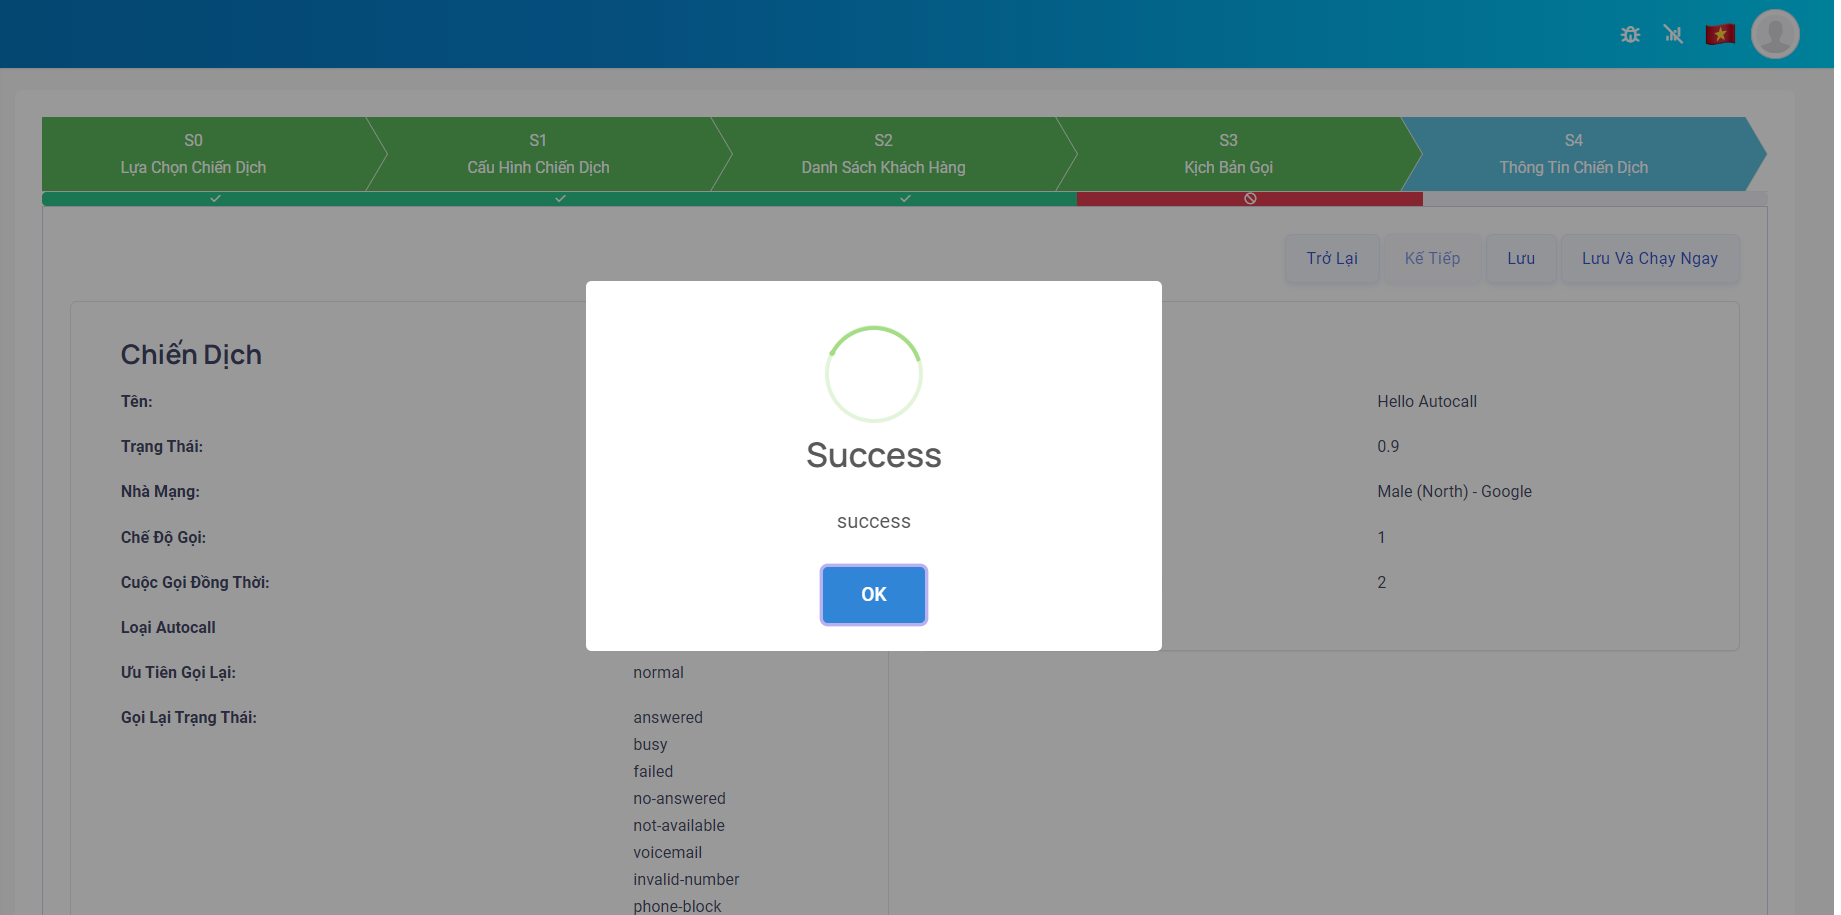 S0
Lựa Chọn Chiến Dịch
S1
Cấu Hình Chiến Dịch
S2
Danh Sách Khách Hàng
S3
Kịch Bản Gọi
S4
Thông Tin Chiến Dịch
Trở Lại
Kế Tiếp
Lưu
Lưu Và Chạy Ngay
Chiến Dịch
Tên:
Hello Autocall
Trạng Thái:
0.9
Nhà Mạng:
Male (North) - Google
Chế Độ Gọi:
1
Cuộc Gọi Đồng Thời:
2
Loại Autocall
Ưu Tiên Gọi Lại:
normal
Gọi Lại Trạng Thái:
answered
busy
failed
no-answered
not-available
voicemail
invalid-number
phone-block
Success
success
OK